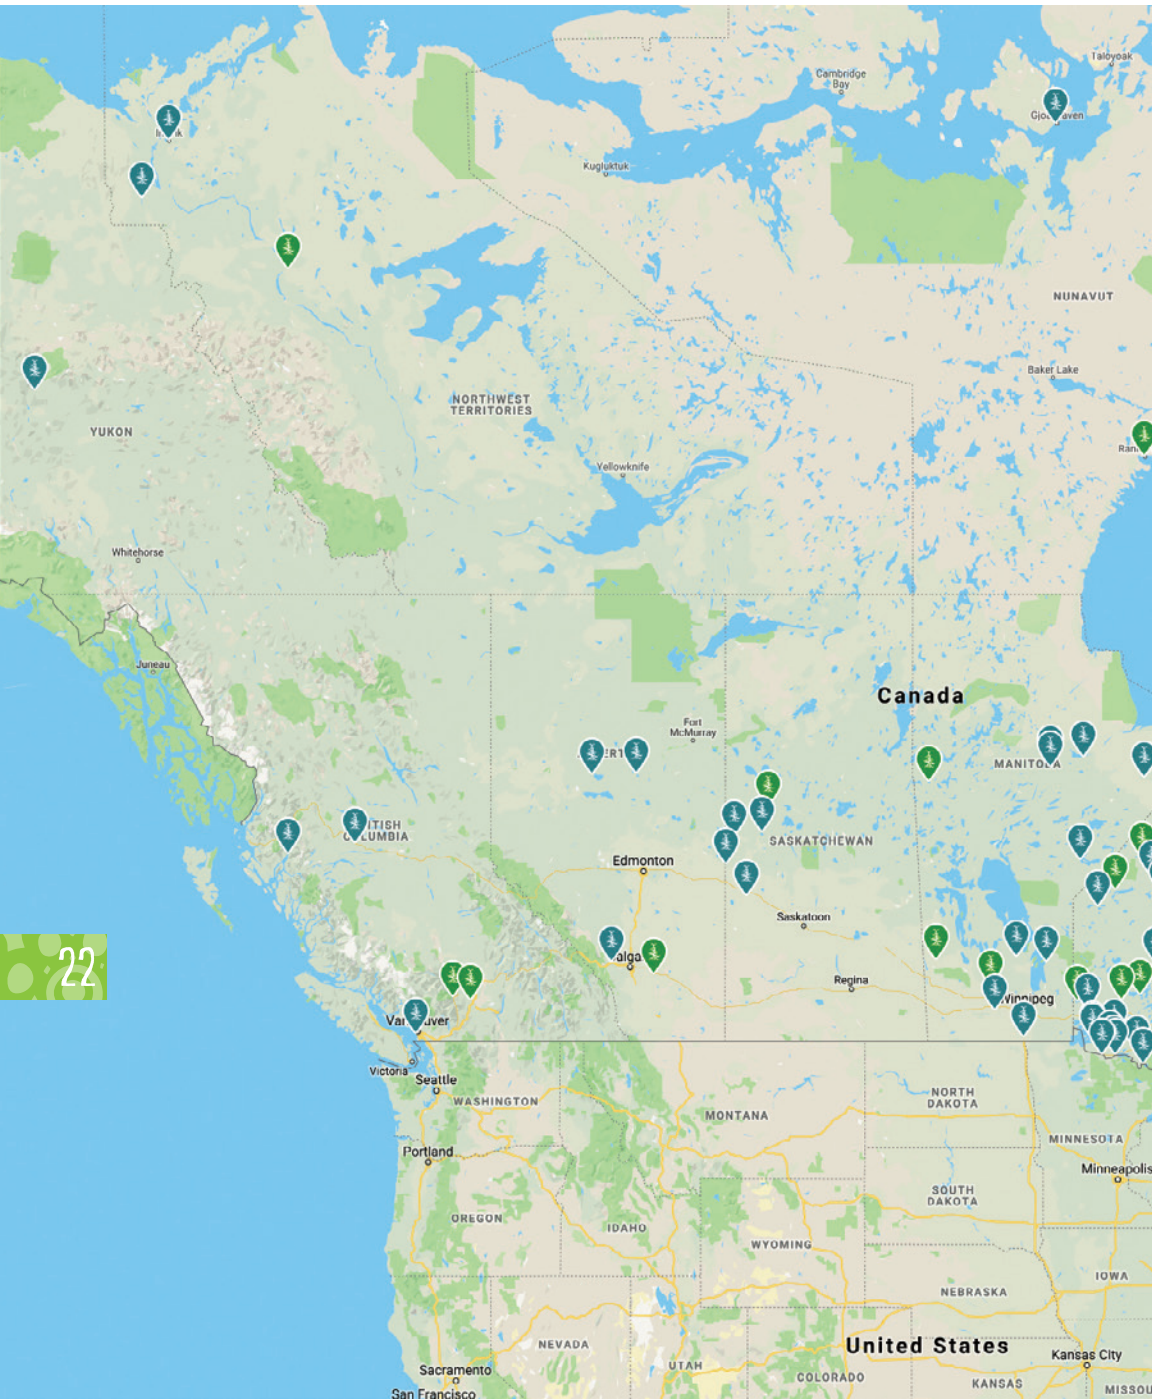 Taloyoak
Cambridge
Bay
Kugluktuk
NUNAVUT
Baker Lake
NORTHWEST
TERRITORIES
YUKON
Yellowknife
Whitehorse
Juneau
Canada
Fort
McMurray
MANITOBA
SASKATCHEWAN
Edmonton
Saskatoon
22
Regina
Winnipeg
Vancouver
Victoria
Seattle
WASHINGTON
MONTANA
NORTH
DAKOTA
MINNESOTA
Portland
Minneapolis
SOUTH
DAKOTA
OREGON
IDAHO
WYOMING
IOWA
NEBRASKA
NEVADA
United States
Kansas City
UTAH
Sacramento
COLORADO
KANSAS
MISSOU
San Francisco